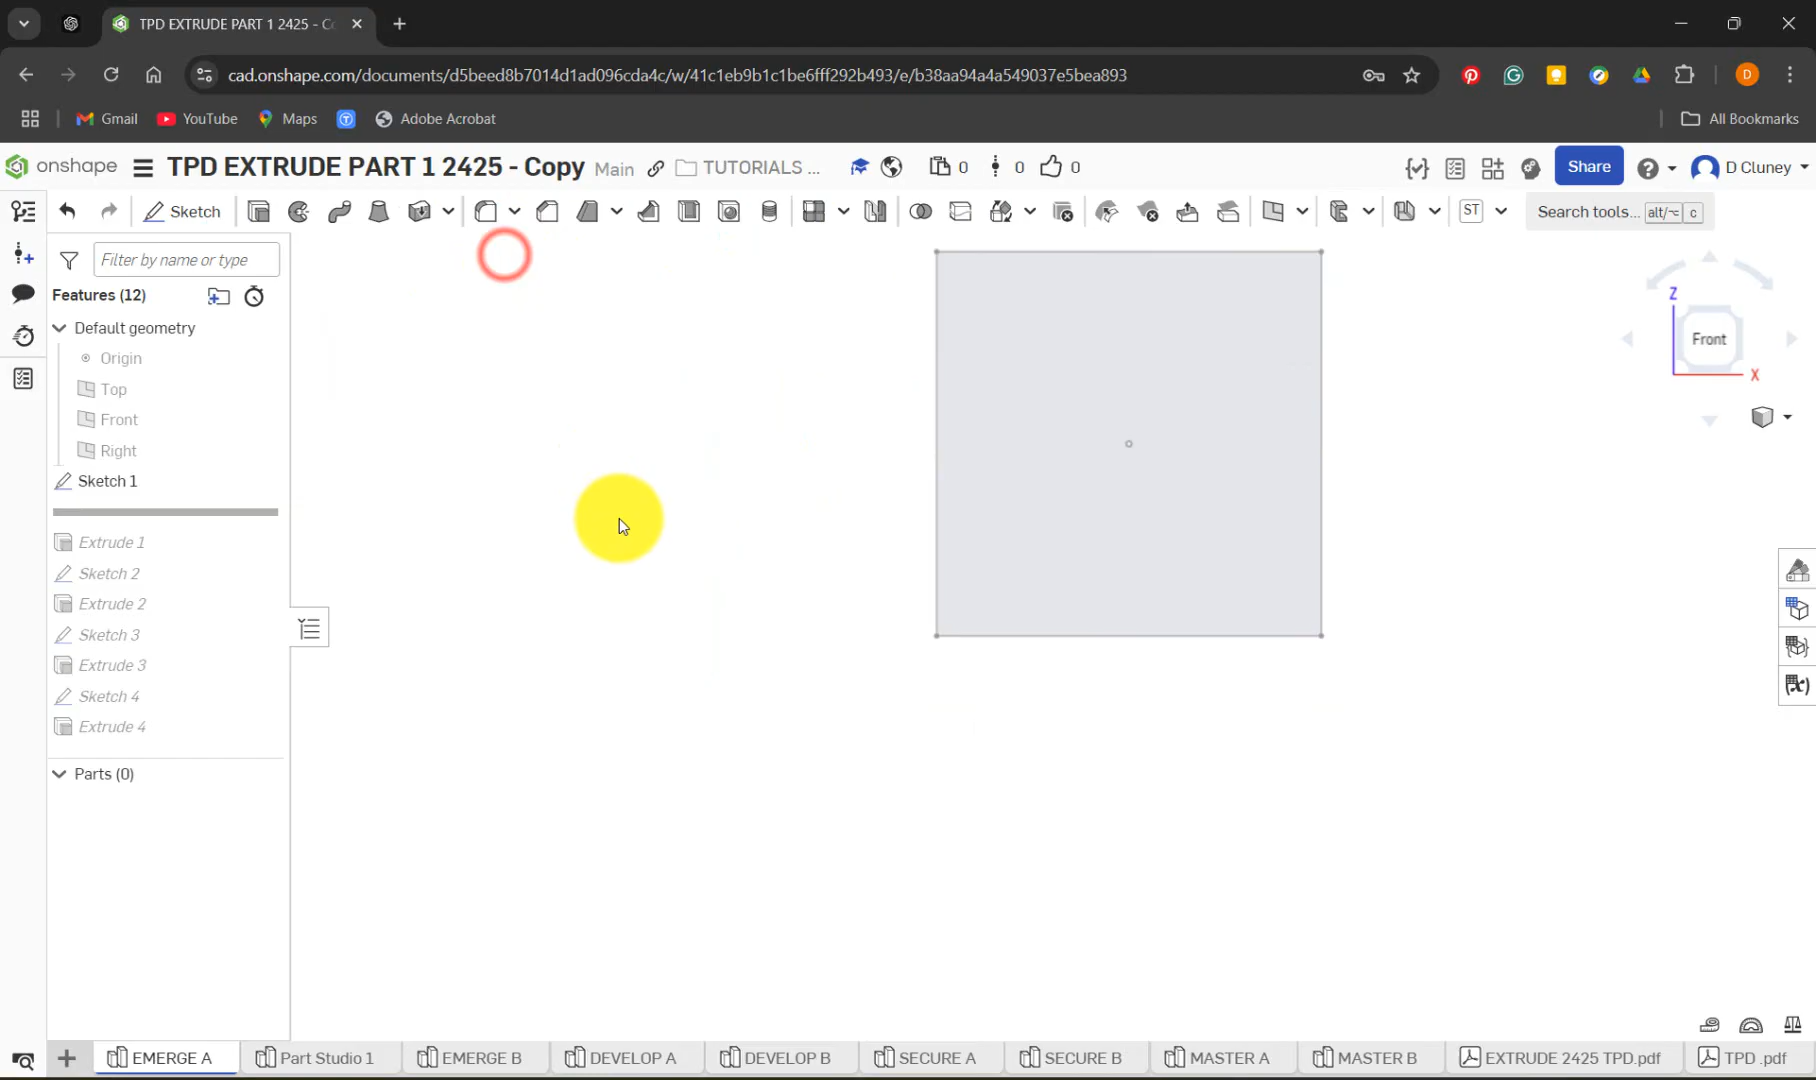 TPD EXTRUDE PART 1 2425 - Co
cad.onshape.com/documents/d5beed8b7014d1ad096cda4c/w/41c1eb9b1c1be6fff292b493/e/b38aa94a4a549037e5bea893
D
Gmail YouTube Maps Adobe Acrobat All Bookmarks
onshape TPD EXTRUDE PART 1 2425 - Copy Main TUTORIALS ... 0 0 0 Share D Cluney
Sketch ST Search tools... alt/⌥ c
Filter by name or type
Features (12)
Default geometry
Origin
Top
Front
Right
Sketch 1
Extrude 1
Sketch 2
Extrude 2
Sketch 3
Extrude 3
Sketch 4
Extrude 4
Parts (0)
Z
Front
X
(x)
EMERGE A Part Studio 1 EMERGE B DEVELOP A DEVELOP B SECURE A SECURE B MASTER A MASTER B EXTRUDE 2425 TPD.pdf TPD .pdf